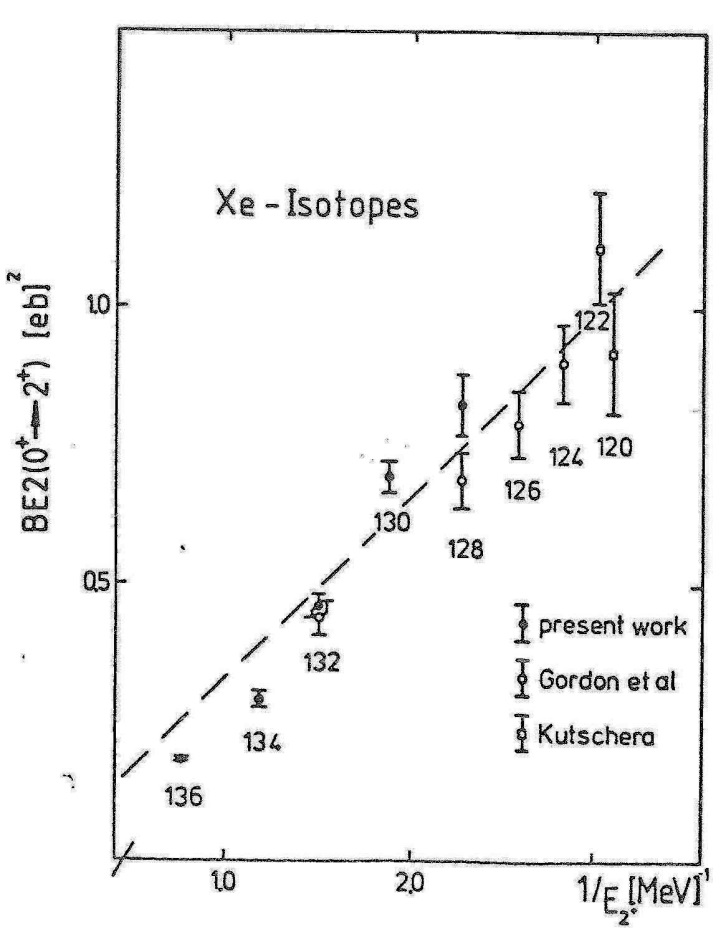 Xe - Isotopes
BE2(0⁺→2⁺) [eb]²
1.0
0.5
122
124
120
126
130
128
132
134
136
present work
Gordon et al
Kutschera
1.0
2.0
1/E₂⁺[MeV]⁻¹